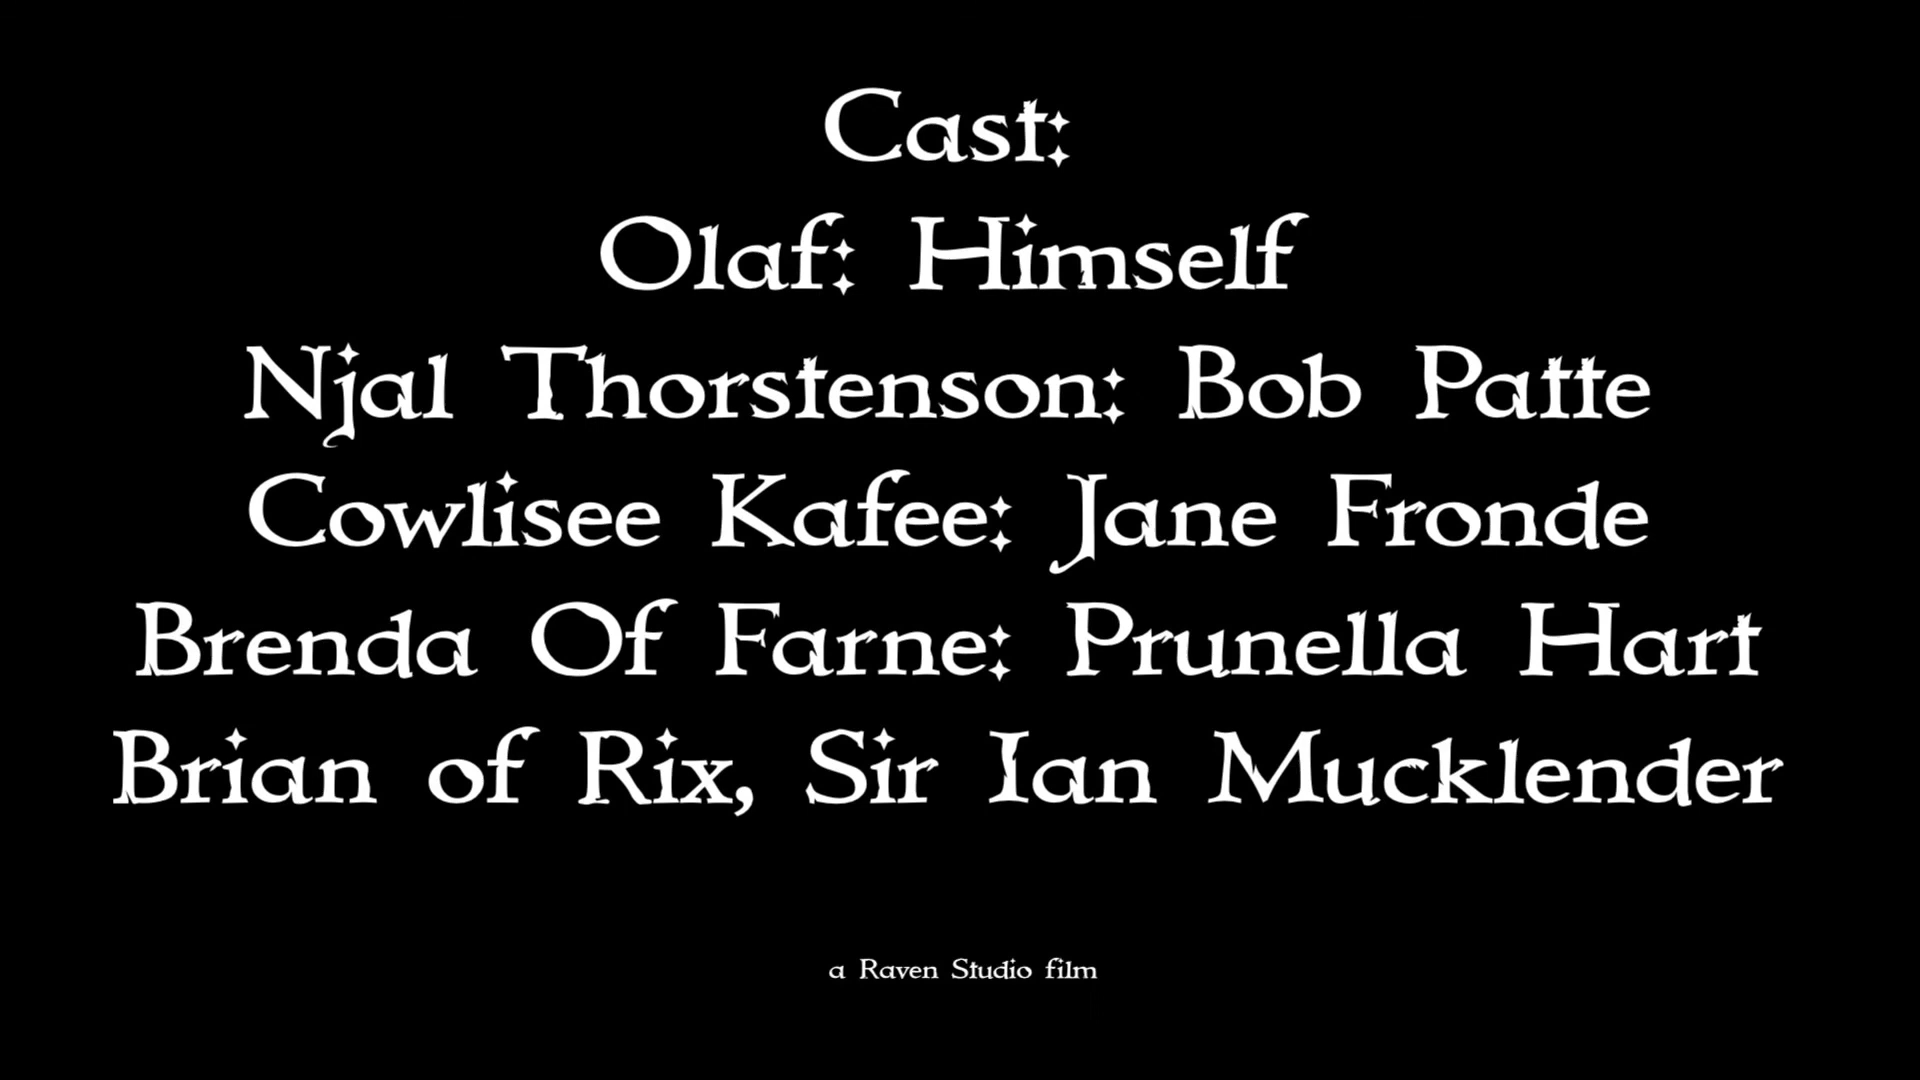 Cast:
Olaf: Himself
Njal Thorstenson: Bob Patte
Cowlisee Kafee: Jane Fronde
Brenda Of Farne: Prunella Hart
Brian of Rix, Sir Ian Mucklender
a Raven Studio film